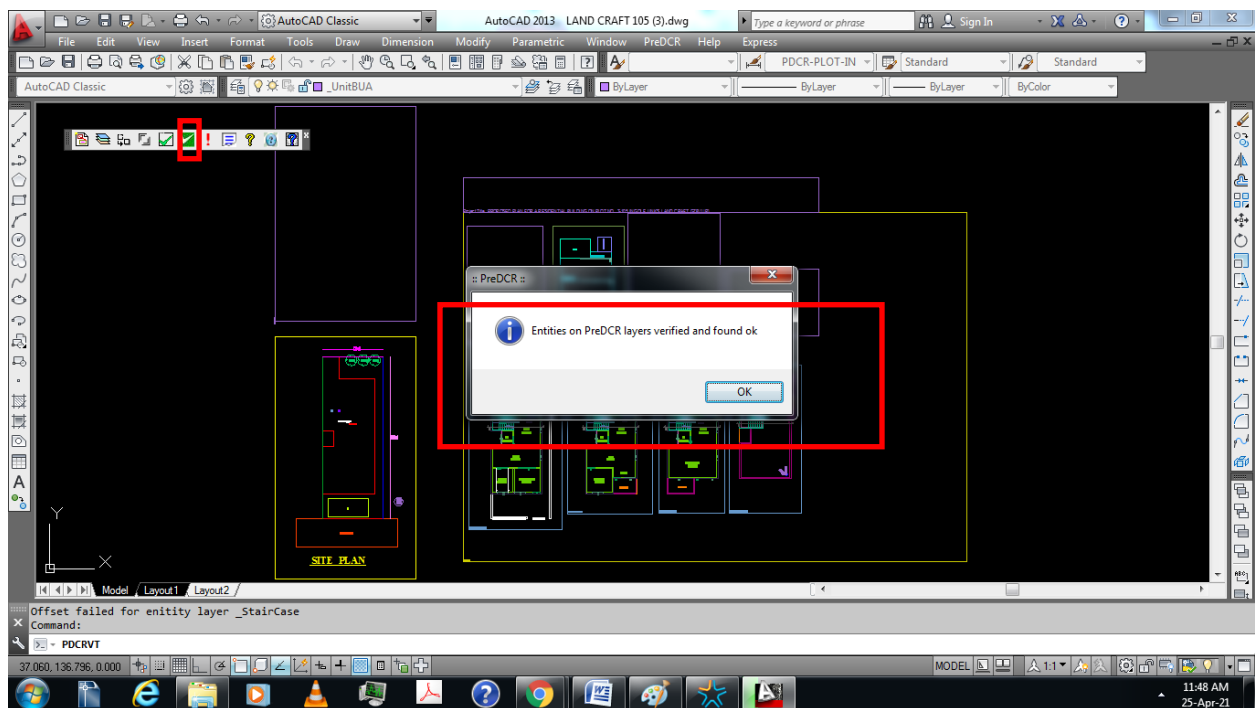 AutoCAD Classic
AutoCAD 2013 LAND CRAFT 105 (3).dwg
Type a keyword or phrase
Sign In
File Edit View Insert Format Tools Draw Dimension Modify Parametric Window PreDCR Help Express
PDCR-PLOT-IN
Standard
Standard
AutoCAD Classic
_UnitBUA
ByLayer
ByLayer
ByLayer
ByColor
:: PreDCR ::
Entities on PreDCR layers verified and found ok
OK
Y
X
SITE PLAN
Model Layout1 Layout2
Offset failed for enitity layer _StairCase
Command:
PDCRVT
37.060, 136.796, 0.000
MODEL
1:1
11:48 AM
25-Apr-21